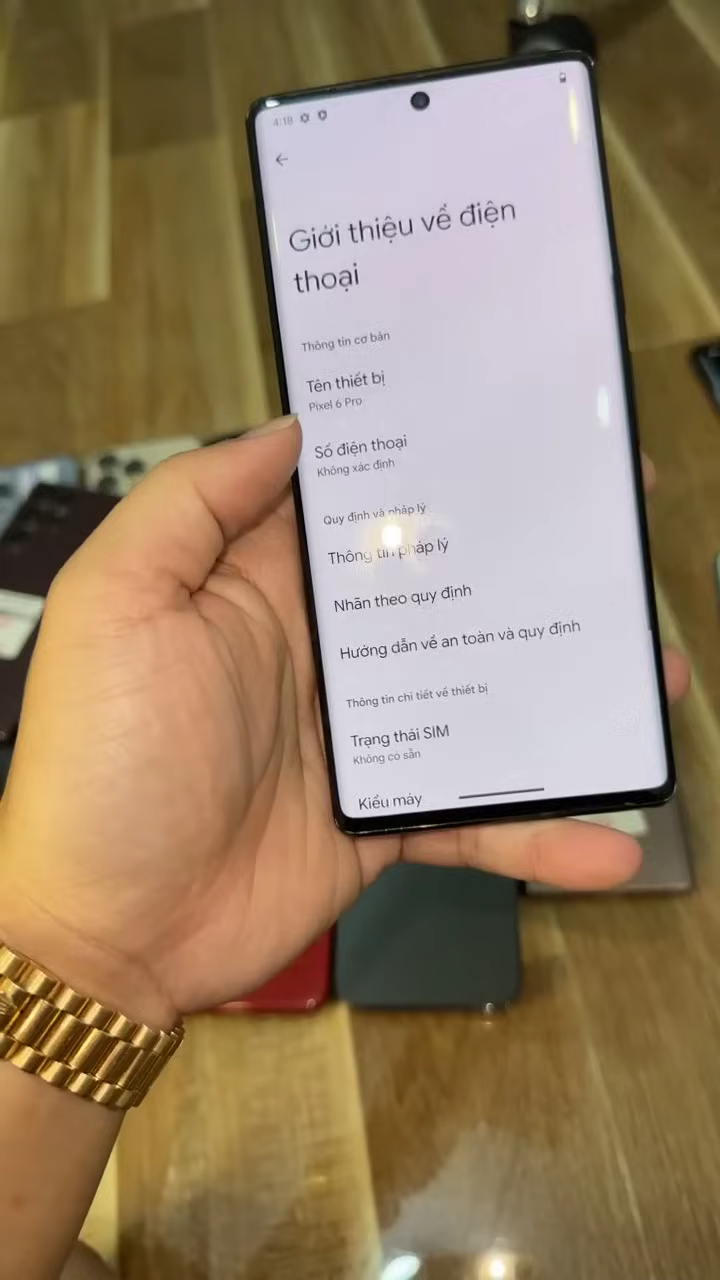 4:18
Giới thiệu về điện
thoại
Thông tin cơ bản
Tên thiết bị
Pixel 6 Pro
Số điện thoại
Không xác định
Quy định và pháp lý
Thông tin pháp lý
Nhãn theo quy định
Hướng dẫn về an toàn và quy định
Thông tin chi tiết về thiết bị
Trạng thái SIM
Không có sẵn
Kiểu máy